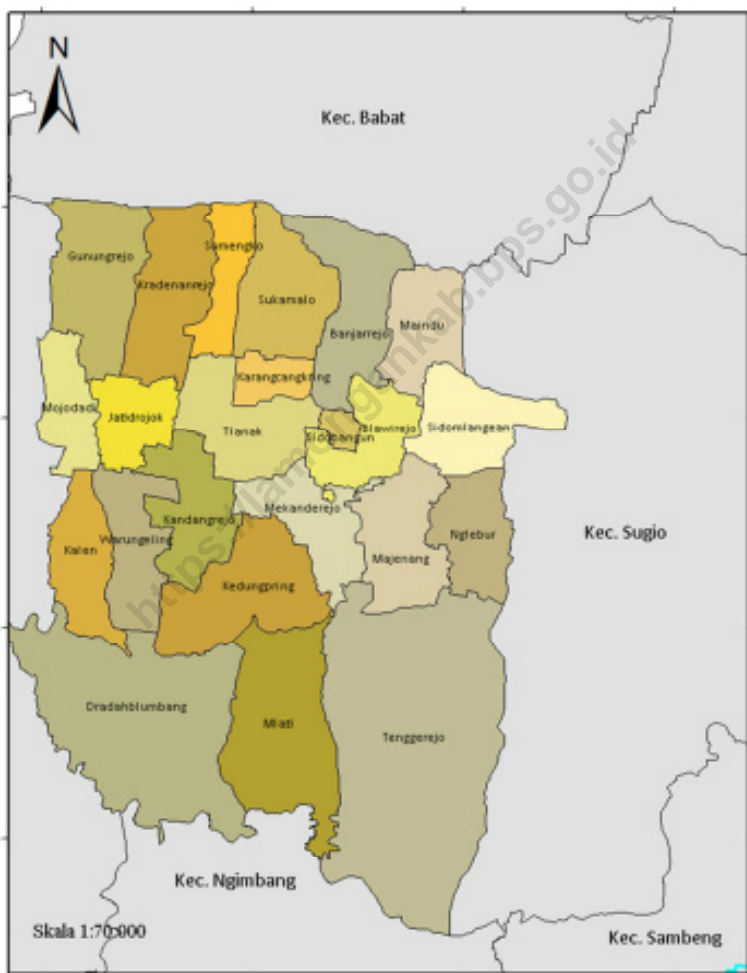 N
Kec. Babat
Gunungrejo
Sumengko
Kradenanrejo
Sukamalo
Banjarrejo
Maindu
Karangcangkring
Mojodadi
Jatidrojok
Tlanak
Sidobangun
Blawirejo
Sidomlangean
Mekanderejo
Kandangrejo
Warungering
Kalen
Kedungpring
Majenang
Nglebur
Kec. Sugio
Dradahblumbang
Mlati
Tenggerejo
Kec. Ngimbang
Skala 1:70.000
Kec. Sambeng
https://lamongankab.bps.go.id